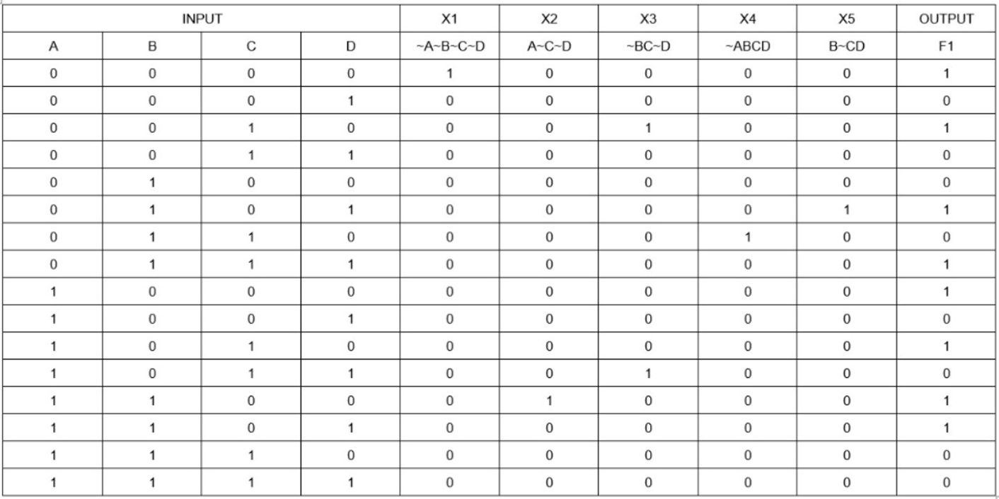 INPUT X1 X2 X3 X4 X5 OUTPUT
A B C D ~A~B~C~D A~C~D ~BC~D ~ABCD B~CD F1
0 0 0 0 1 0 0 0 0 1
0 0 0 1 0 0 0 0 0 0
0 0 1 0 0 0 1 0 0 1
0 0 1 1 0 0 0 0 0 0
0 1 0 0 0 0 0 0 0 0
0 1 0 1 0 0 0 0 1 1
0 1 1 0 0 0 0 1 0 0
0 1 1 1 0 0 0 0 0 1
1 0 0 0 0 0 0 0 0 1
1 0 0 1 0 0 0 0 0 0
1 0 1 0 0 0 0 0 0 1
1 0 1 1 0 0 1 0 0 0
1 1 0 0 0 1 0 0 0 1
1 1 0 1 0 0 0 0 0 1
1 1 1 0 0 0 0 0 0 0
1 1 1 1 0 0 0 0 0 0